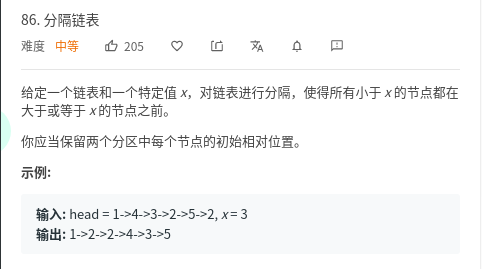 86. 分隔链表
难度 中等 205
给定一个链表和一个特定值 x，对链表进行分隔，使得所有小于 x 的节点都在
大于或等于 x 的节点之前。
你应当保留两个分区中每个节点的初始相对位置。
示例:
输入: head = 1->4->3->2->5->2, x = 3
输出: 1->2->2->4->3->5